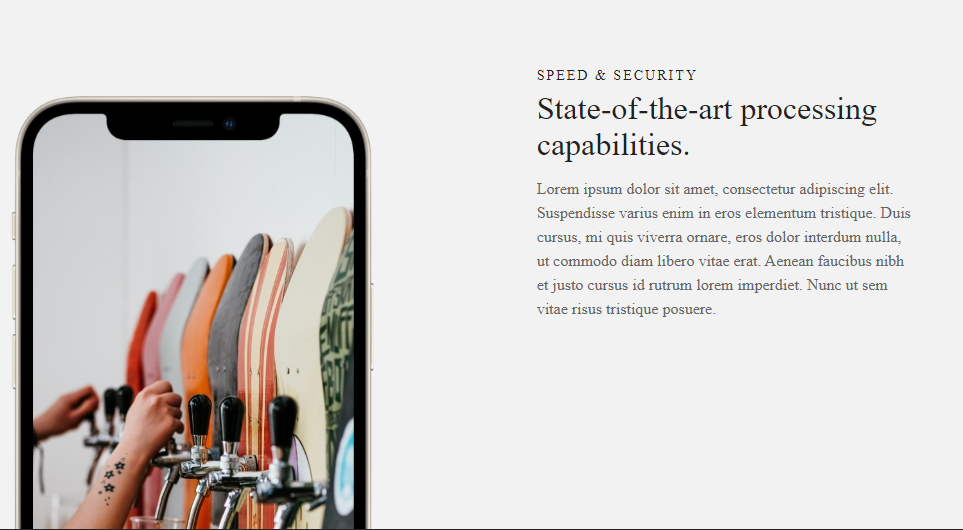 SPEED & SECURITY
State-of-the-art processing
capabilities.
Lorem ipsum dolor sit amet, consectetur adipiscing elit.
Suspendisse varius enim in eros elementum tristique. Duis
cursus, mi quis viverra ornare, eros dolor interdum nulla,
ut commodo diam libero vitae erat. Aenean faucibus nibh
et justo cursus id rutrum lorem imperdiet. Nunc ut sem
vitae risus tristique posuere.